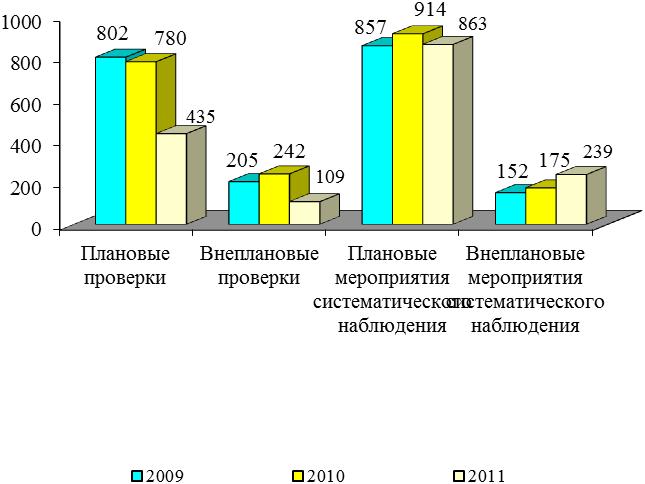 1000
800
600
400
200
0
802
780
435
205
242
109
857
914
863
152
175
239
Плановые
проверки
Внеплановые
проверки
Плановые
мероприятия
систематического
наблюдения
Внеплановые
мероприятия
систематического
наблюдения
2009
2010
2011